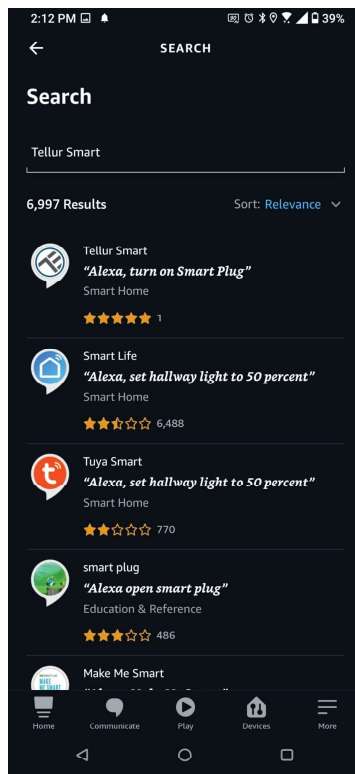 2:12 PM 39%
SEARCH
Search
Tellur Smart
6,997 Results Sort: Relevance
Tellur Smart
“Alexa, turn on Smart Plug”
Smart Home
1
Smart Life
“Alexa, set hallway light to 50 percent”
Smart Home
6,488
Tuya Smart
“Alexa, set hallway light to 50 percent”
Smart Home
770
smart plug
“Alexa open smart plug”
Education & Reference
486
MAKE
ME SMART
Make Me Smart
Home Communicate Play Devices More